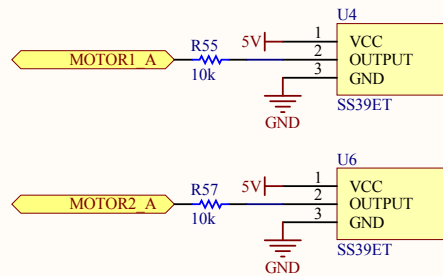 U4
R55
5V
1
VCC
MOTOR1_A
2
OUTPUT
10k
3
GND
SS39ET
GND
U6
R57
5V
1
VCC
MOTOR2_A
2
OUTPUT
10k
3
GND
SS39ET
GND